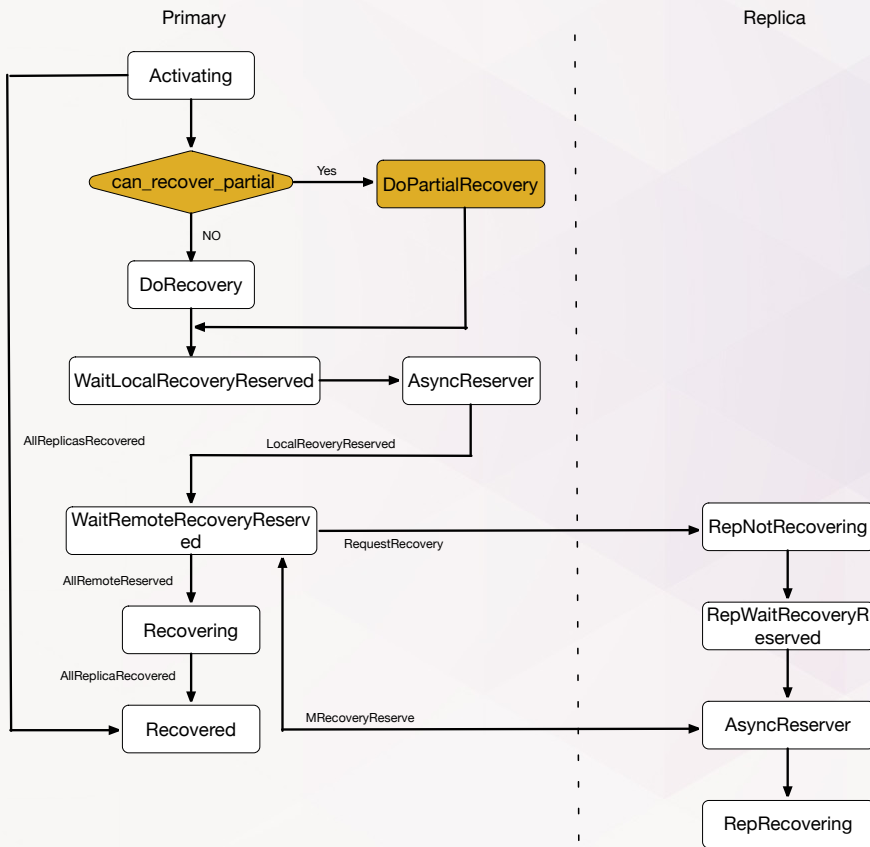 Primary
Replica
Activating
can_recover_partial
Yes
DoPartialRecovery
NO
DoRecovery
WaitLocalRecoveryReserved
AsyncReserver
AllReplicasRecovered
LocalReoveryReserved
WaitRemoteRecoveryReserv
ed
RequestRecovery
RepNotRecovering
AllRemoteReserved
RepWaitRecoveryR
eserved
Recovering
AllReplicaRecovered
Recovered
MRecoveryReserve
AsyncReserver
RepRecovering